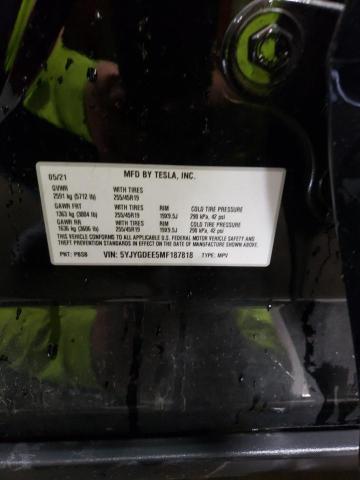 05/21 MFD BY TESLA, INC.
GVWR WITH TIRES
2591 kg (5712 lb) 255/45R19
GAWR FRT WITH TIRES RIM COLD TIRE PRESSURE
1363 kg (3004 lb) 255/45R19 19X9.5J 290 kPa, 42 psi
GAWR RR WITH TIRES RIM COLD TIRE PRESSURE
1636 kg (3606 lb) 255/45R19 19X9.5J 290 kPa, 42 psi
THIS VEHICLE CONFORMS TO ALL APPLICABLE U.S. FEDERAL MOTOR VEHICLE SAFETY AND
THEFT PREVENTION STANDARDS IN EFFECT ON THE DATE OF MANUFACTURE SHOWN ABOVE.
PNT: PBSB VIN: 5YJYGDEE5MF187818 TYPE: MPV